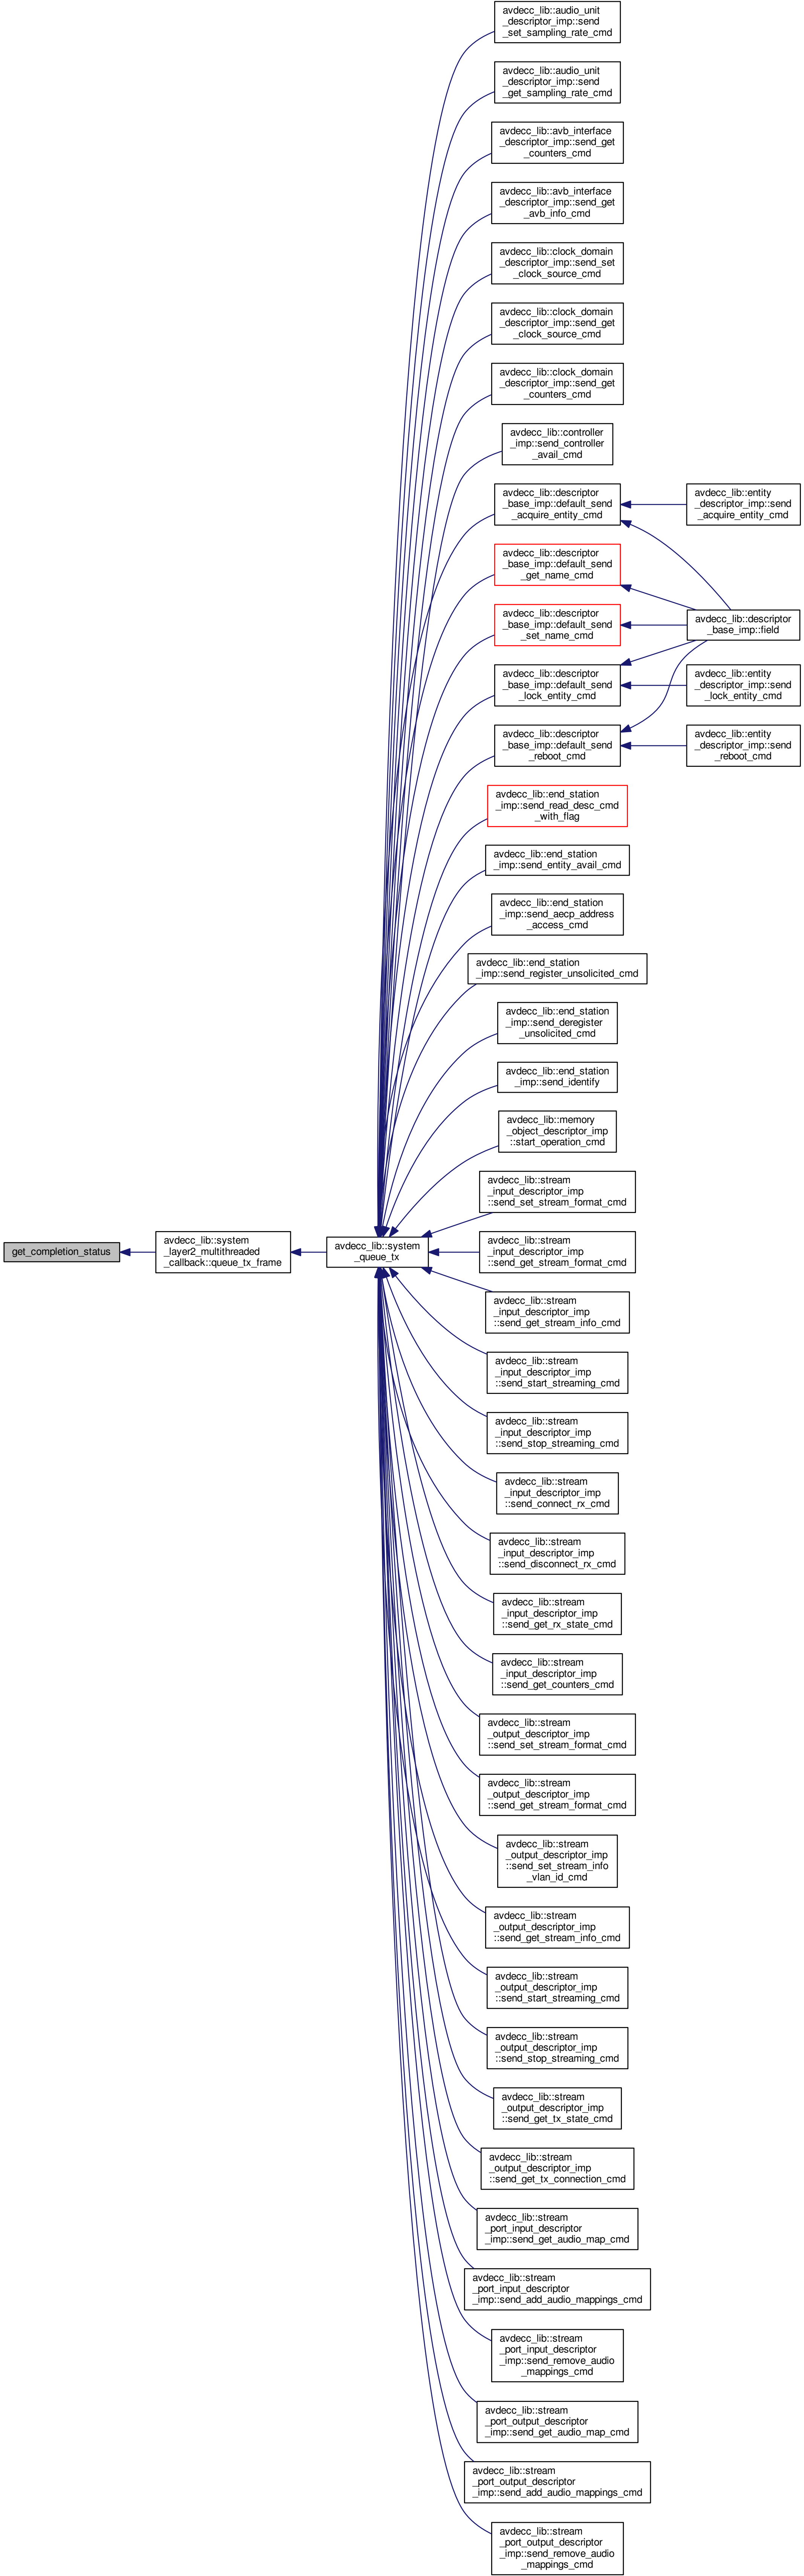 avdecc_lib::audio_unit
_descriptor_imp::send
_set_sampling_rate_cmd
avdecc_lib::audio_unit
_descriptor_imp::send
_get_sampling_rate_cmd
avdecc_lib::avb_interface
_descriptor_imp::send_get
_counters_cmd
avdecc_lib::avb_interface
_descriptor_imp::send_get
_avb_info_cmd
avdecc_lib::clock_domain
_descriptor_imp::send_set
_clock_source_cmd
avdecc_lib::clock_domain
_descriptor_imp::send_get
_clock_source_cmd
avdecc_lib::clock_domain
_descriptor_imp::send_get
_counters_cmd
avdecc_lib::controller
_imp::send_controller
_avail_cmd
avdecc_lib::descriptor
_base_imp::default_send
_acquire_entity_cmd
avdecc_lib::entity
_descriptor_imp::send
_acquire_entity_cmd
avdecc_lib::descriptor
_base_imp::default_send
_get_name_cmd
avdecc_lib::descriptor
_base_imp::default_send
_set_name_cmd
avdecc_lib::descriptor
_base_imp::field
avdecc_lib::descriptor
_base_imp::default_send
_lock_entity_cmd
avdecc_lib::entity
_descriptor_imp::send
_lock_entity_cmd
avdecc_lib::descriptor
_base_imp::default_send
_reboot_cmd
avdecc_lib::entity
_descriptor_imp::send
_reboot_cmd
avdecc_lib::end_station
_imp::send_read_desc_cmd
_with_flag
avdecc_lib::end_station
_imp::send_entity_avail_cmd
avdecc_lib::end_station
_imp::send_aecp_address
_access_cmd
avdecc_lib::end_station
_imp::send_register_unsolicited_cmd
avdecc_lib::end_station
_imp::send_deregister
_unsolicited_cmd
avdecc_lib::end_station
_imp::send_identify
avdecc_lib::memory
_object_descriptor_imp
::start_operation_cmd
avdecc_lib::stream
_input_descriptor_imp
::send_set_stream_format_cmd
get_completion_status
avdecc_lib::system
_layer2_multithreaded
_callback::queue_tx_frame
avdecc_lib::system
_queue_tx
avdecc_lib::stream
_input_descriptor_imp
::send_get_stream_format_cmd
avdecc_lib::stream
_input_descriptor_imp
::send_get_stream_info_cmd
avdecc_lib::stream
_input_descriptor_imp
::send_start_streaming_cmd
avdecc_lib::stream
_input_descriptor_imp
::send_stop_streaming_cmd
avdecc_lib::stream
_input_descriptor_imp
::send_connect_rx_cmd
avdecc_lib::stream
_input_descriptor_imp
::send_disconnect_rx_cmd
avdecc_lib::stream
_input_descriptor_imp
::send_get_rx_state_cmd
avdecc_lib::stream
_input_descriptor_imp
::send_get_counters_cmd
avdecc_lib::stream
_output_descriptor_imp
::send_set_stream_format_cmd
avdecc_lib::stream
_output_descriptor_imp
::send_get_stream_format_cmd
avdecc_lib::stream
_output_descriptor_imp
::send_set_stream_info
_vlan_id_cmd
avdecc_lib::stream
_output_descriptor_imp
::send_get_stream_info_cmd
avdecc_lib::stream
_output_descriptor_imp
::send_start_streaming_cmd
avdecc_lib::stream
_output_descriptor_imp
::send_stop_streaming_cmd
avdecc_lib::stream
_output_descriptor_imp
::send_get_tx_state_cmd
avdecc_lib::stream
_output_descriptor_imp
::send_get_tx_connection_cmd
avdecc_lib::stream
_port_input_descriptor
_imp::send_get_audio_map_cmd
avdecc_lib::stream
_port_input_descriptor
_imp::send_add_audio_mappings_cmd
avdecc_lib::stream
_port_input_descriptor
_imp::send_remove_audio
_mappings_cmd
avdecc_lib::stream
_port_output_descriptor
_imp::send_get_audio_map_cmd
avdecc_lib::stream
_port_output_descriptor
_imp::send_add_audio_mappings_cmd
avdecc_lib::stream
_port_output_descriptor
_imp::send_remove_audio
_mappings_cmd